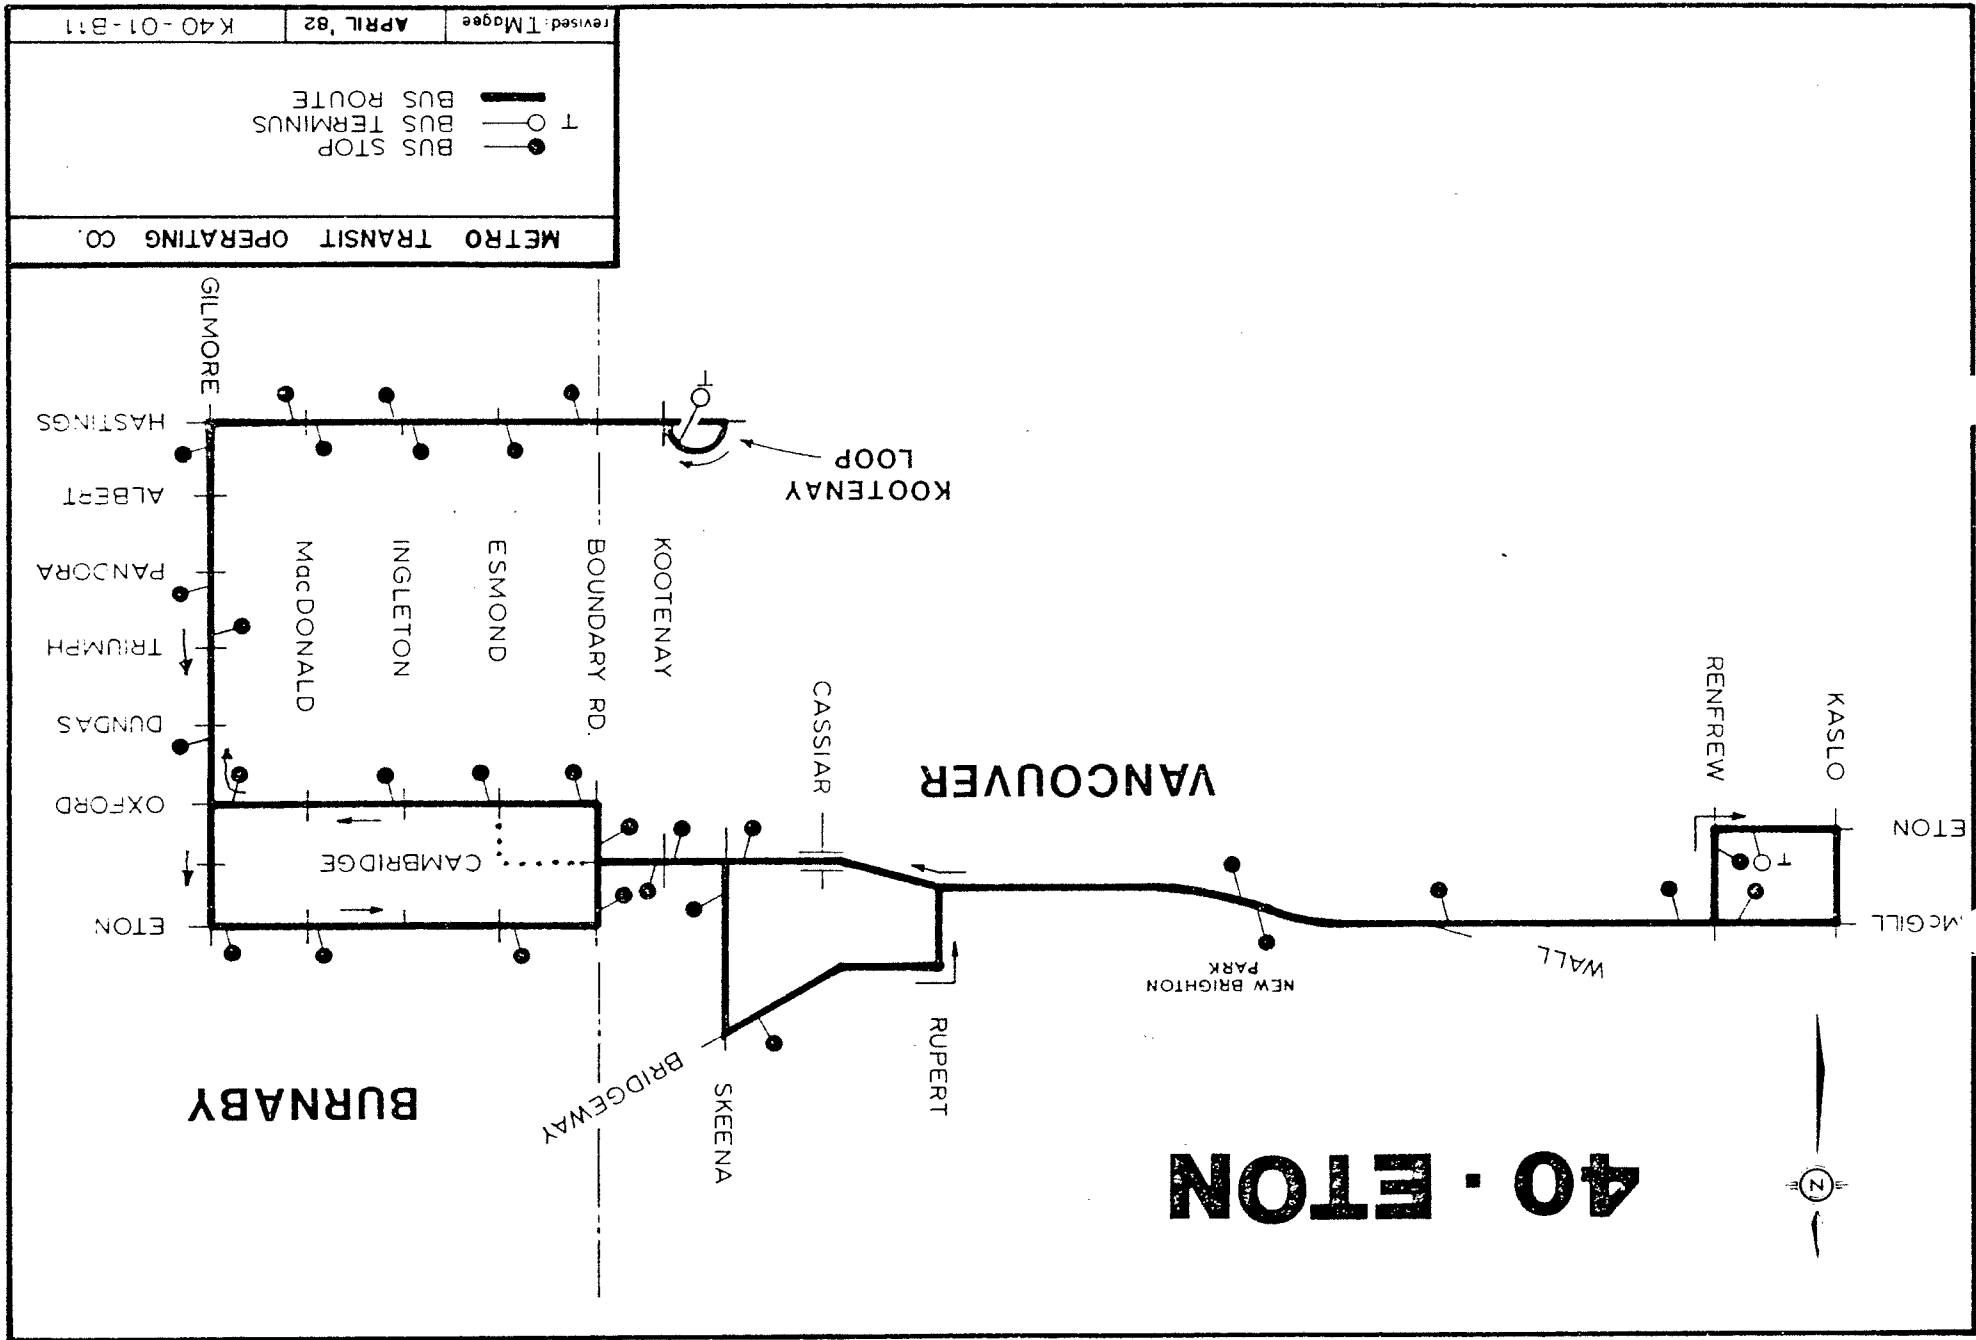 40 · ETON
N
BURNABY
VANCOUVER
McGILL
ETON
KASLO
RENFREW
WALL
NEW BRIGHTON
PARK
RUPERT
CASSIAR
SKEENA
BRIDGEWAY
KOOTENAY
BOUNDARY RD.
ESMOND
INGLETON
MacDONALD
GILMORE
ETON
CAMBRIDGE
OXFORD
DUNDAS
TRIUMPH
PANDORA
ALBERT
HASTINGS
KOOTENAY
LOOP
T
T
METRO TRANSIT OPERATING CO.
BUS STOP
T BUS TERMINUS
BUS ROUTE
revised: T.Magee
APRIL '82
K40-01-B11